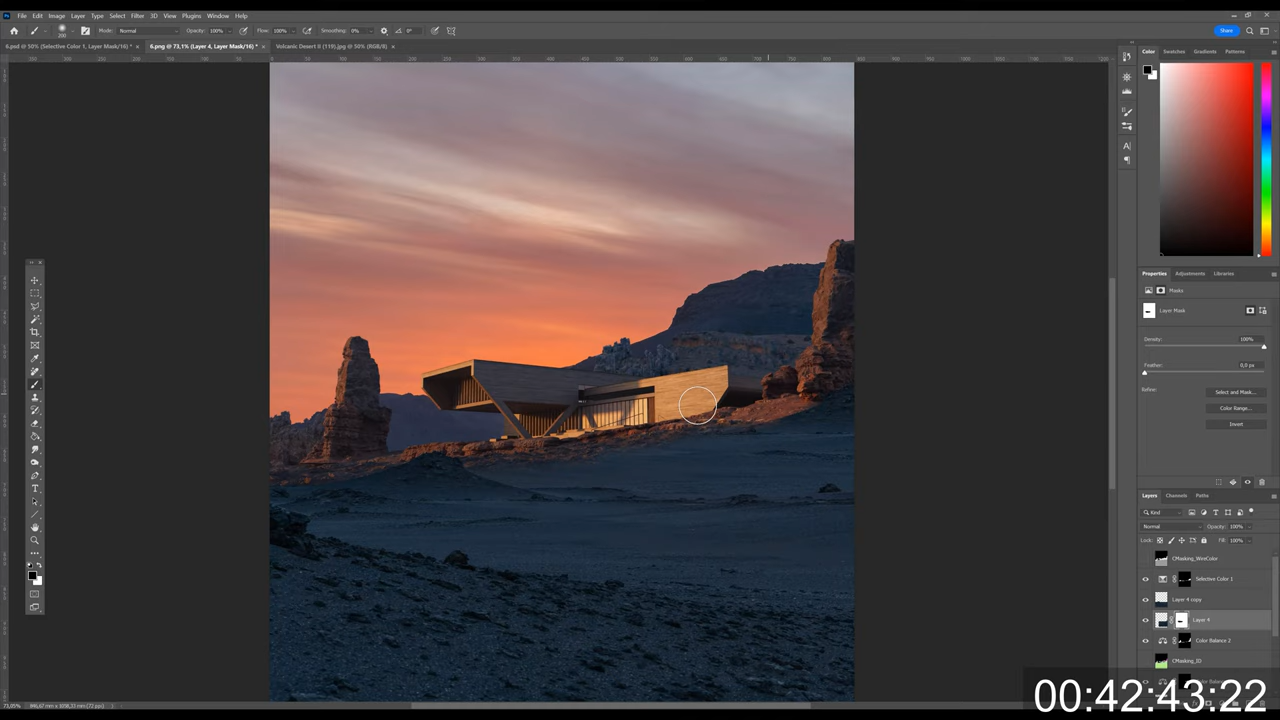 Ps File Edit Image Layer Type Select Filter 3D View Plugins Window Help
200 Mode: Normal Opacity: 100% Flow: 100% Smoothing: 0% 0° Share
6.psd @ 50% (Selective Color 1, Layer Mask/16) * × 6.png @ 73,1% (Layer 4, Layer Mask/16) * × Volcanic Desert II (119).jpg @ 50% (RGB/8) ×
Color Swatches Gradients Patterns
Properties Adjustments Libraries
Masks
Layer Mask
Density: 100%
Feather: 0,0 px
Refine: Select and Mask...
Color Range...
Invert
Layers Channels Paths
Kind
Normal Opacity: 100%
Lock: Fill: 100%
CMasking_WireColor
Selective Color 1
Layer 4 copy
Layer 4
Color Balance 2
CMasking_ID
00:42:43:22